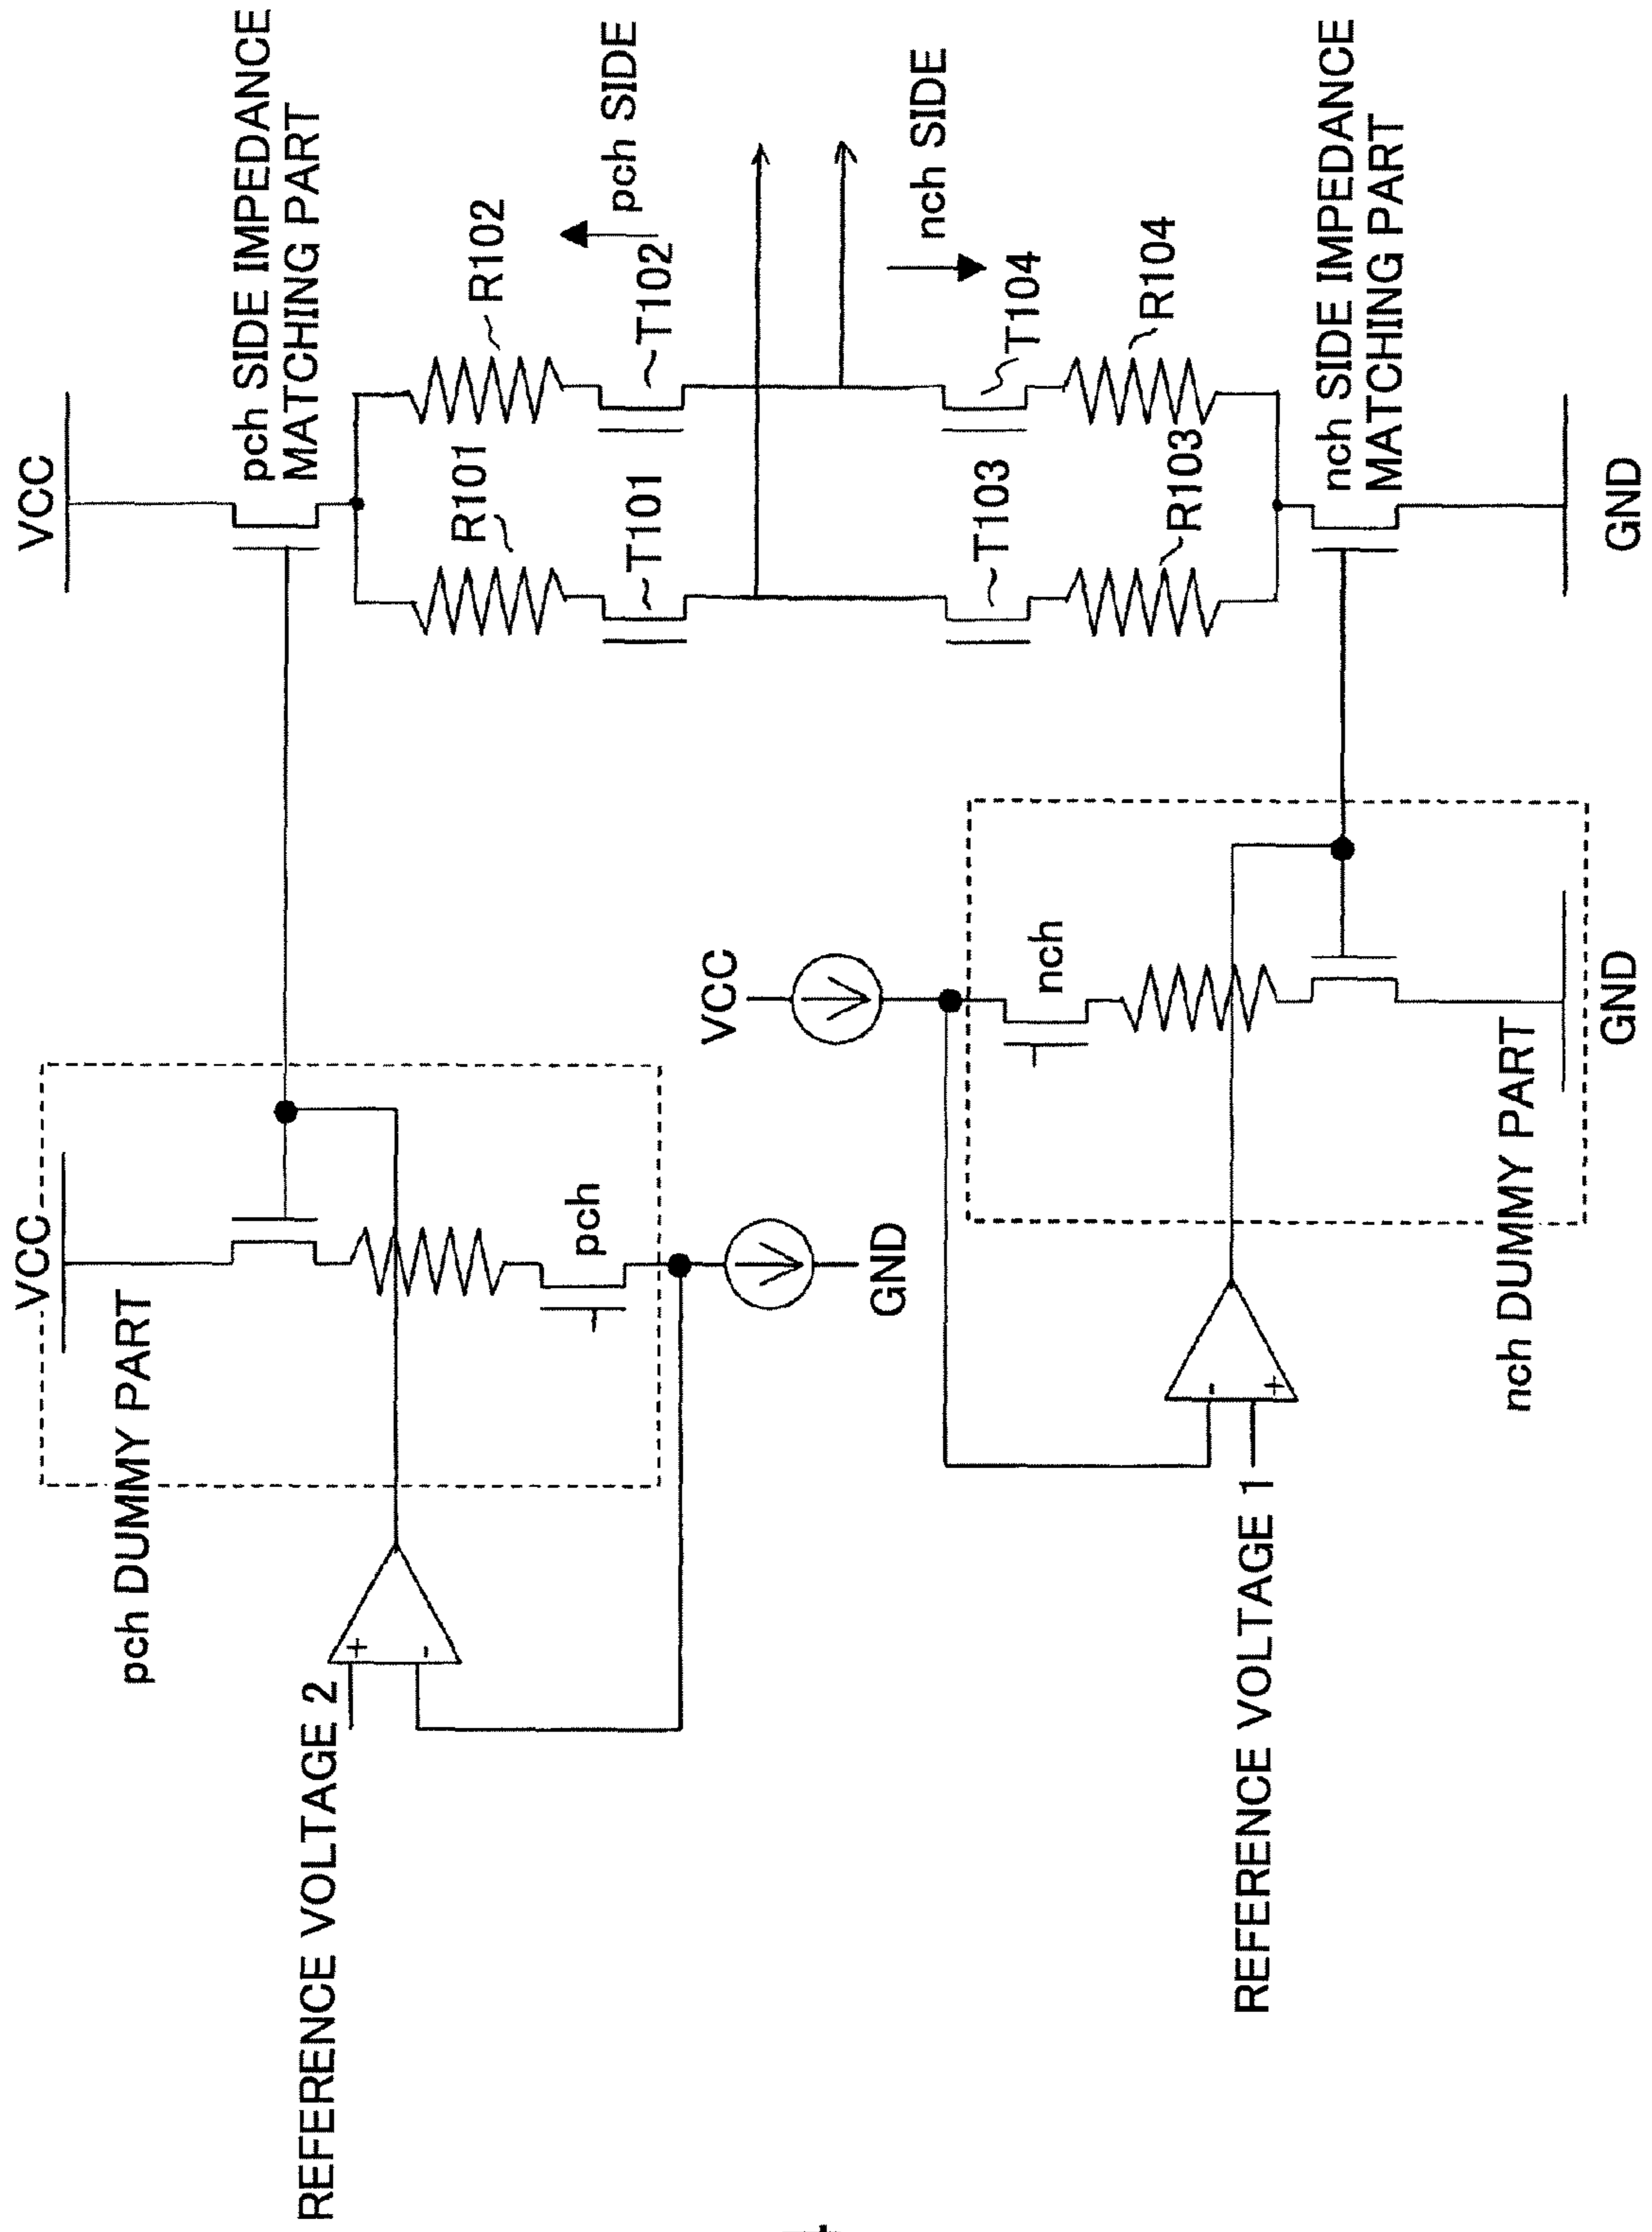 VCC
pch SIDE IMPEDANCE
MATCHING PART
R101
R102
T101
T102
pch SIDE
nch SIDE
T103
T104
R103
R104
nch SIDE IMPEDANCE
MATCHING PART
GND
VCC
pch DUMMY PART
pch
GND
REFERENCE VOLTAGE 2
+
-
VCC
nch
GND
nch DUMMY PART
-
+
REFERENCE VOLTAGE 1